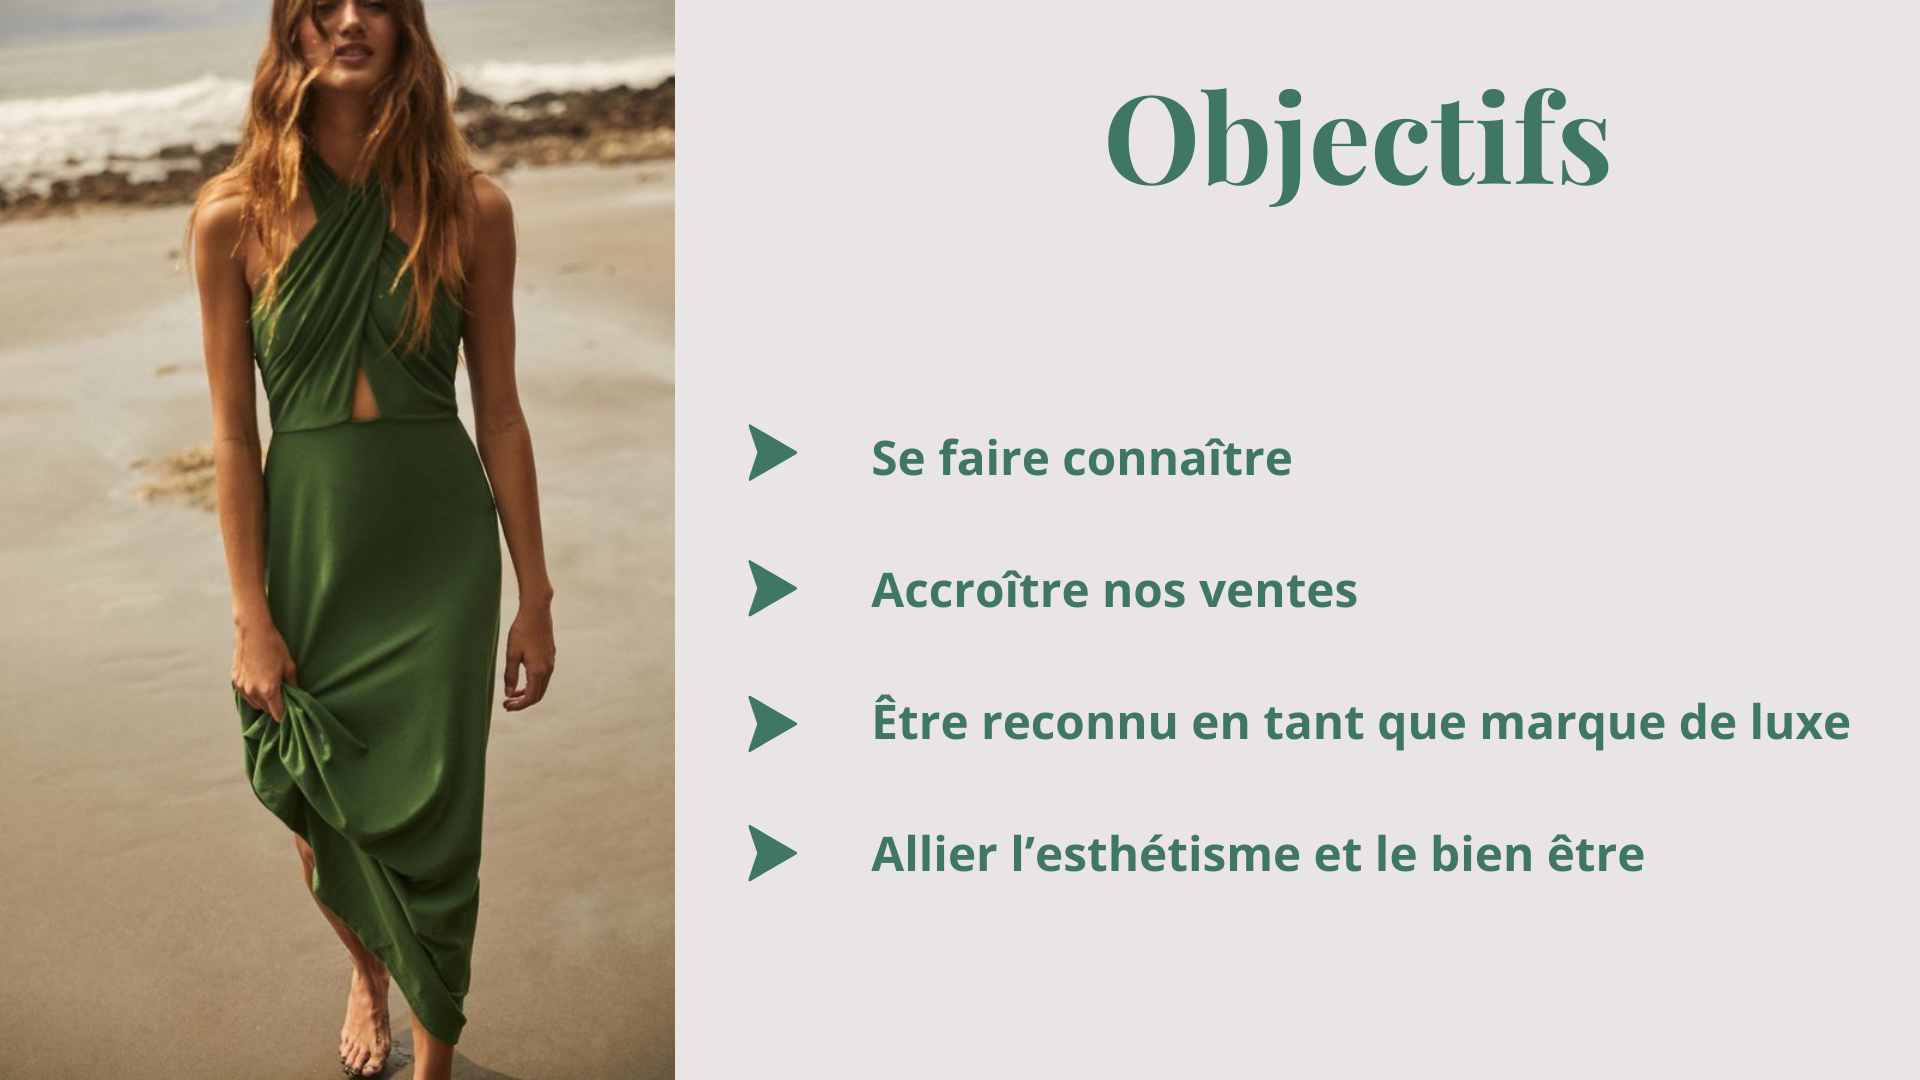 Objectifs
Se faire connaître
Accroître nos ventes
Être reconnu en tant que marque de luxe
Allier l’esthétisme et le bien être